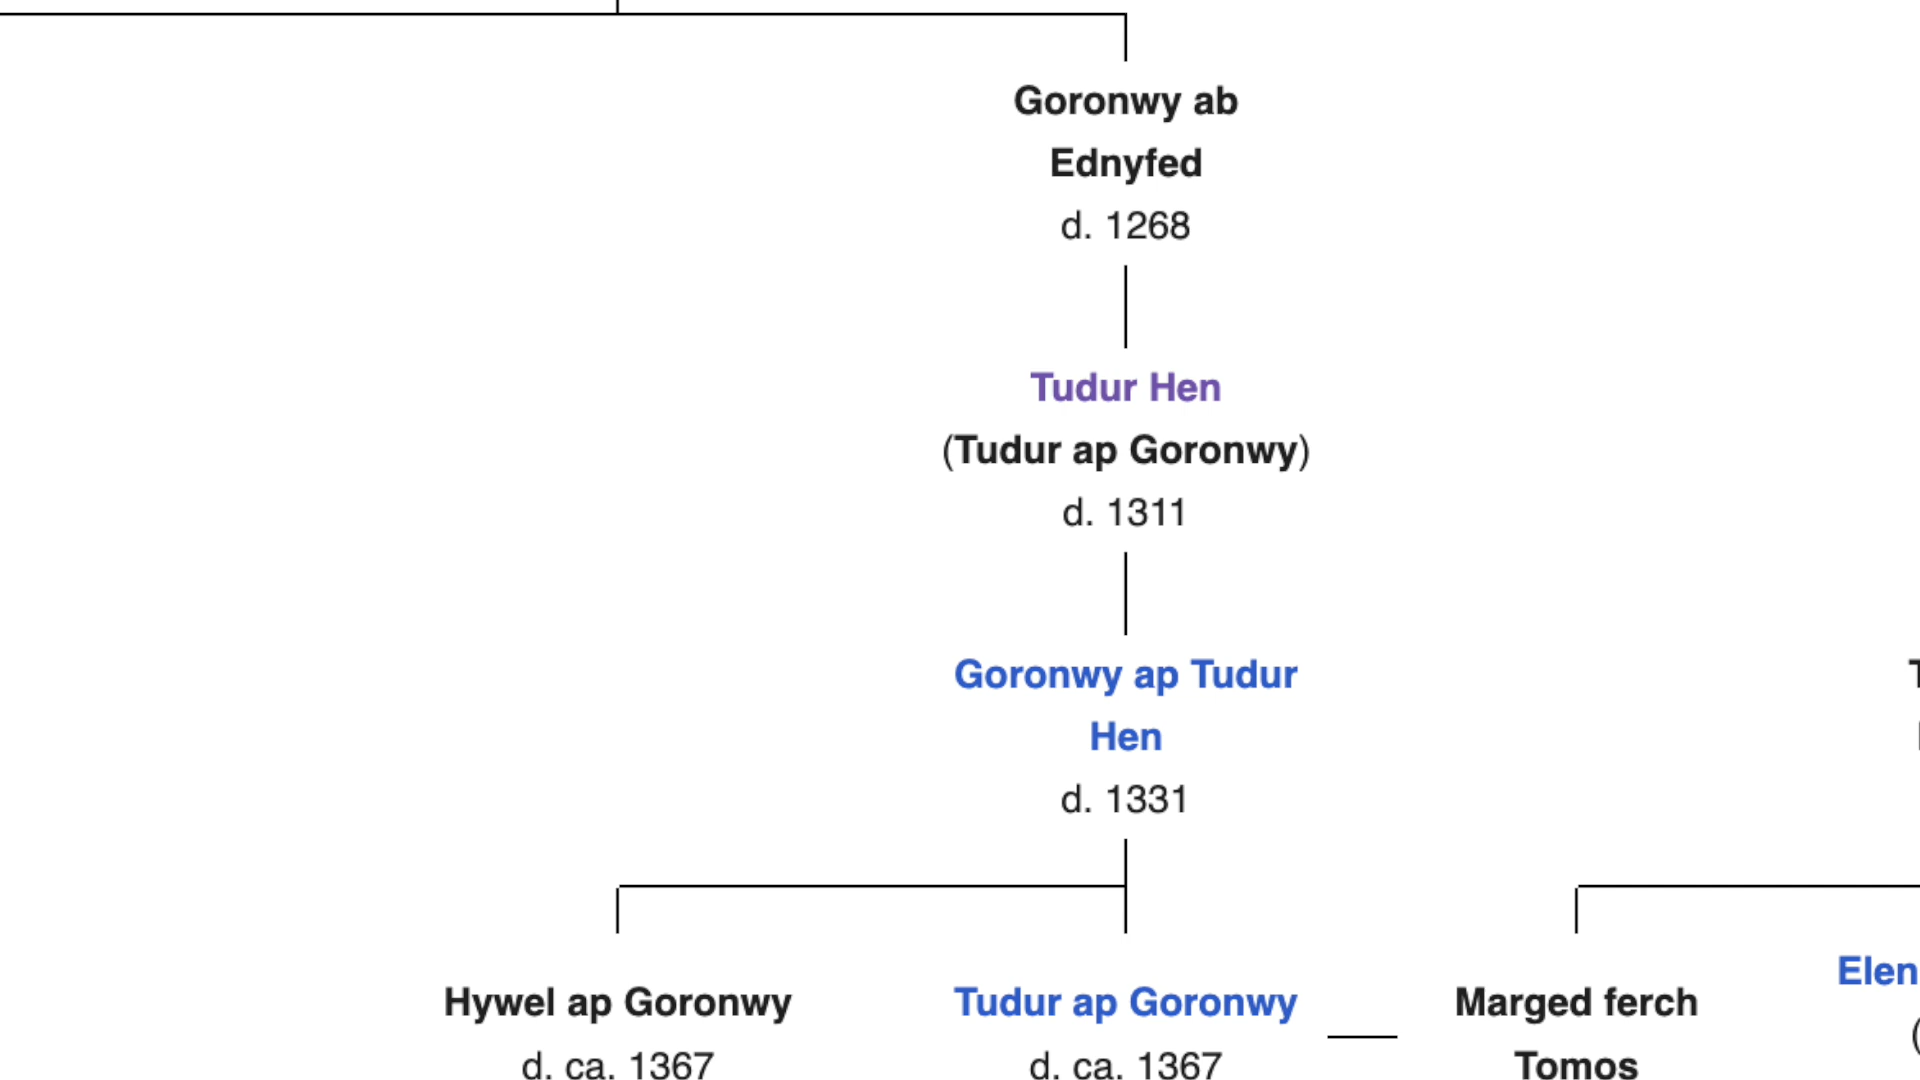 Goronwy ab
Ednyfed
d. 1268
Tudur Hen
(Tudur ap Goronwy)
d. 1311
Goronwy ap Tudur
Hen
d. 1331
Hywel ap Goronwy
d. ca. 1367
Tudur ap Goronwy
d. ca. 1367
Marged ferch
Tomos
Elen
(